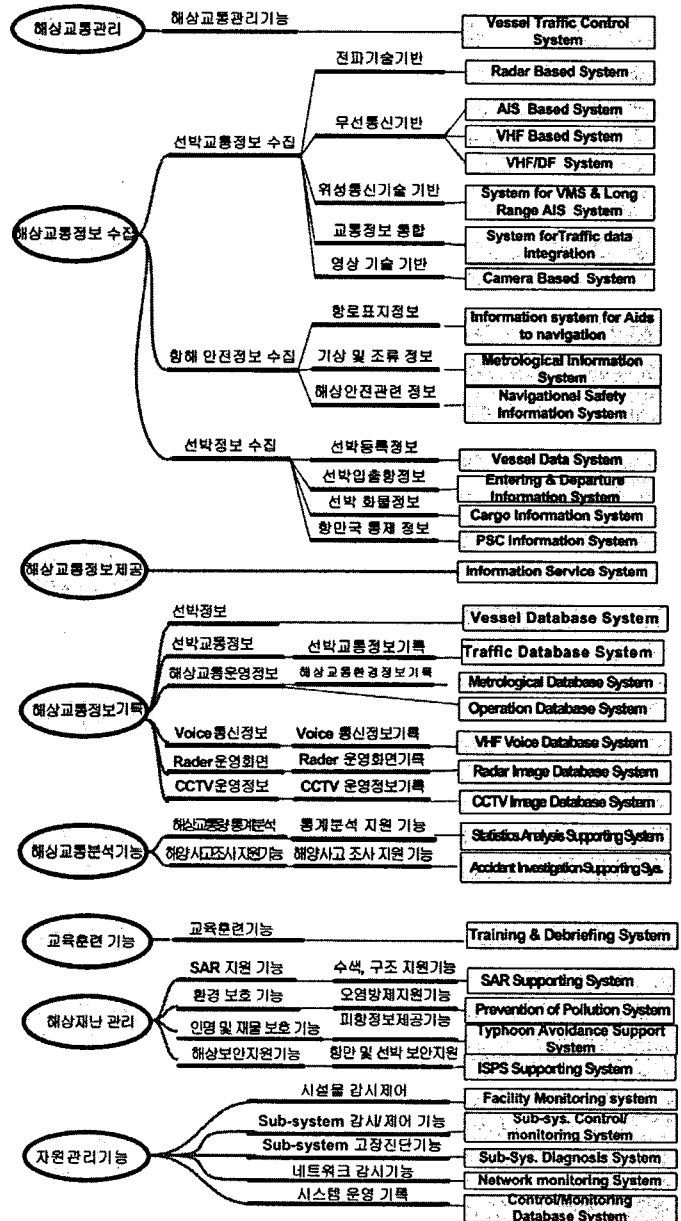 해상교통관리
해상교통관리기능
Vessel Traffic Control
System
해상교통정보 수집
선박교통정보 수집
전파기술기반
Radar Based System
무선통신기반
AIS Based System
VHF Based System
VHF/DF System
위성통신기술 기반
System for VMS & Long
Range AIS System
교통정보 통합
System forTraffic data
integration
영상 기술 기반
Camera Based System
항해 안전정보 수집
항로표지정보
Information system for Aids
to navigation
기상 및 조류 정보
Metrological Information
System
해상안전관련 정보
Navigational Safety
Information System
선박정보 수집
선박등록정보
Vessel Data System
선박입출항정보
Entering & Departure
Information System
선박 화물정보
Cargo Information System
항만국 통제 정보
PSC Information System
해상교통정보제공
Information Service System
해상교통정보기록
선박정보
Vessel Database System
선박교통정보
선박교통정보기록
Traffic Database System
해상교통운영정보
해상교통환경정보기록
Metrological Database System
Operation Database System
Voice통신정보
Voice 통신정보기록
VHF Voice Database System
Rader운영화면
Rader 운영화면기록
Radar Image Database System
CCTV운영정보
CCTV 운영정보기록
CCTV Image Database System
해상교통분석기능
해상교통량통계분석
통계분석 지원 기능
Statistics Analysis Supporting System
해양사고조사지원기능
해양사고 조사 지원 기능
Accident Investigation Supporting Sys.
교육훈련 기능
교육훈련기능
Training & Debriefing System
해상재난 관리
SAR 지원 기능
수색, 구조 지원기능
SAR Supporting System
환경 보호 기능
오염방제지원기능
Prevention of Pollution System
인명 및 재물 보호 기능
피항정보제공기능
Typhoon Avoidance Support
System
해상보안지원기능
항만 및 선박 보안지원
ISPS Supporting System
자원관리기능
시설물 감시제어
Facility Monitoring system
Sub-system 감시/제어 기능
Sub-sys. Control/
monitoring System
Sub-system 고장진단기능
Sub-Sys. Diagnosis System
네트워크 감시기능
Network monitoring System
시스템 운영 기록
Control/Monitoring
Database System